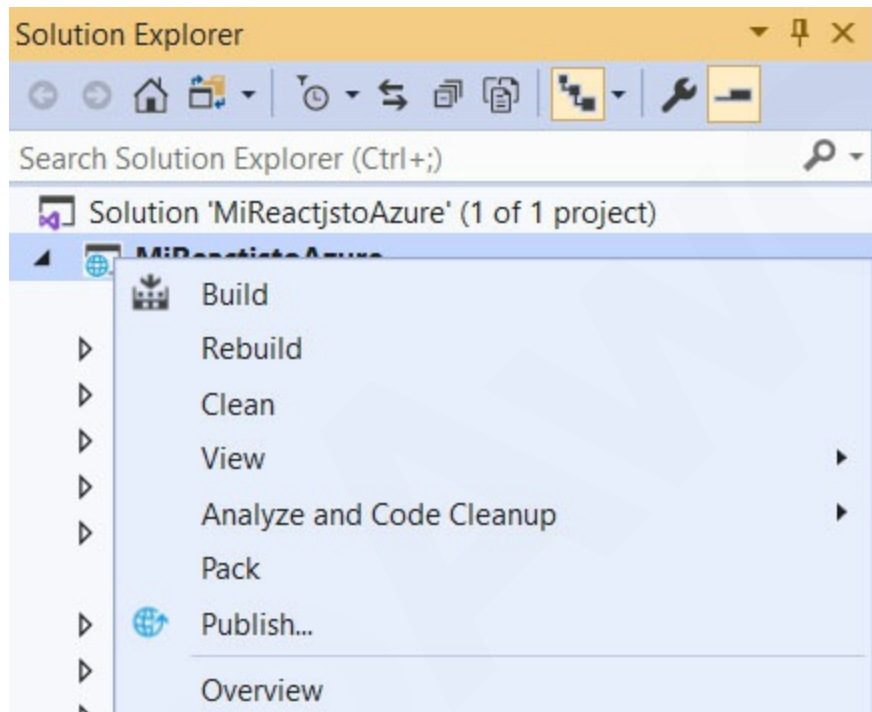 Solution Explorer
Search Solution Explorer (Ctrl+;)
Solution 'MiReactjstoAzure' (1 of 1 project)
MiReactjstoAzure
Build
Rebuild
Clean
View
Analyze and Code Cleanup
Pack
Publish...
Overview